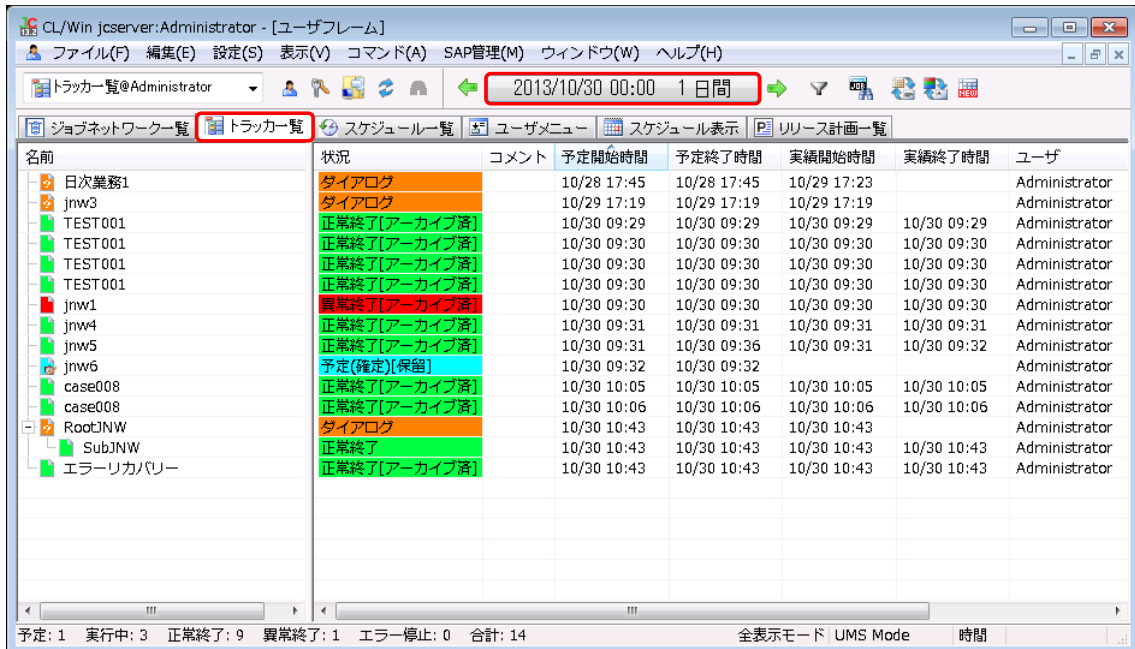 CL/Win jcserver:Administrator - [ユーザフレーム]
ファイル(F) 編集(E) 設定(S) 表示(V) コマンド(A) SAP管理(M) ウィンドウ(W) ヘルプ(H)
トラッカ一覧@Administrator 2013/10/30 00:00 1 日間 NEW
ジョブネットワーク一覧 トラッカ一覧 スケジュール一覧 ユーザメニュー スケジュール表示 リリース計画一覧
名前 状況 コメント 予定開始時間 予定終了時間 実績開始時間 実績終了時間 ユーザ
日次業務1 ダイアログ 10/28 17:45 10/28 17:45 10/29 17:23 Administrator
jnw3 ダイアログ 10/29 17:19 10/29 17:19 10/29 17:19 Administrator
TEST001 正常終了[アーカイブ済] 10/30 09:29 10/30 09:29 10/30 09:29 10/30 09:29 Administrator
TEST001 正常終了[アーカイブ済] 10/30 09:30 10/30 09:30 10/30 09:30 10/30 09:30 Administrator
TEST001 正常終了[アーカイブ済] 10/30 09:30 10/30 09:30 10/30 09:30 10/30 09:30 Administrator
TEST001 正常終了[アーカイブ済] 10/30 09:30 10/30 09:30 10/30 09:30 10/30 09:30 Administrator
jnw1 異常終了[アーカイブ済] 10/30 09:30 10/30 09:30 10/30 09:30 10/30 09:30 Administrator
jnw4 正常終了[アーカイブ済] 10/30 09:31 10/30 09:31 10/30 09:31 10/30 09:31 Administrator
jnw5 正常終了[アーカイブ済] 10/30 09:31 10/30 09:36 10/30 09:31 10/30 09:32 Administrator
jnw6 予定(確定)[保留] 10/30 09:32 10/30 09:32 Administrator
case008 正常終了[アーカイブ済] 10/30 10:05 10/30 10:05 10/30 10:05 10/30 10:05 Administrator
case008 正常終了[アーカイブ済] 10/30 10:06 10/30 10:06 10/30 10:06 10/30 10:06 Administrator
RootJNW ダイアログ 10/30 10:43 10/30 10:43 10/30 10:43 Administrator
SubJNW 正常終了 10/30 10:43 10/30 10:43 10/30 10:43 10/30 10:43 Administrator
エラーリカバリー 正常終了[アーカイブ済] 10/30 10:43 10/30 10:43 10/30 10:43 10/30 10:43 Administrator
予定: 1 実行中: 3 正常終了: 9 異常終了: 1 エラー停止: 0 合計: 14 全表示モード UMS Mode 時間